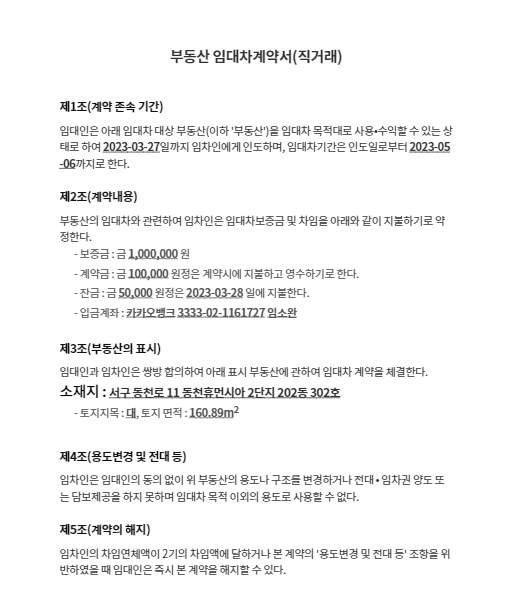 부동산 임대차계약서(직거래)
제1조(계약 존속 기간)
임대인은 아래 임대차 대상 부동산(이하 '부동산')을 임대차 목적대로 사용•수익할 수 있는 상
태로 하여 2023-03-27일까지 임차인에게 인도하며, 임대차기간은 인도일로부터 2023-05
-06까지로 한다.
제2조(계약내용)
부동산의 임대차와 관련하여 임차인은 임대차보증금 및 차임을 아래와 같이 지불하기로 약
정한다.
- 보증금 : 금 1,000,000 원
- 계약금 : 금 100,000 원정은 계약시에 지불하고 영수하기로 한다.
- 잔금 : 금 50,000 원정은 2023-03-28 일에 지불한다.
- 입금계좌 : 카카오뱅크 3333-02-1161727 임소완
제3조(부동산의 표시)
임대인과 임차인은 쌍방 합의하여 아래 표시 부동산에 관하여 임대차 계약을 체결한다.
소재지 : 서구 동천로 11 동천휴먼시아 2단지 202동 302호
- 토지지목 : 대, 토지 면적 : 160.89m2
제4조(용도변경 및 전대 등)
임차인은 임대인의 동의 없이 위 부동산의 용도나 구조를 변경하거나 전대 • 임차권 양도 또
는 담보제공을 하지 못하며 임대차 목적 이외의 용도로 사용할 수 없다.
제5조(계약의 해지)
임차인의 차임연체액이 2기의 차임액에 달하거나 본 계약의 '용도변경 및 전대 등' 조항을 위
반하였을 때 임대인은 즉시 본 계약을 해지할 수 있다.